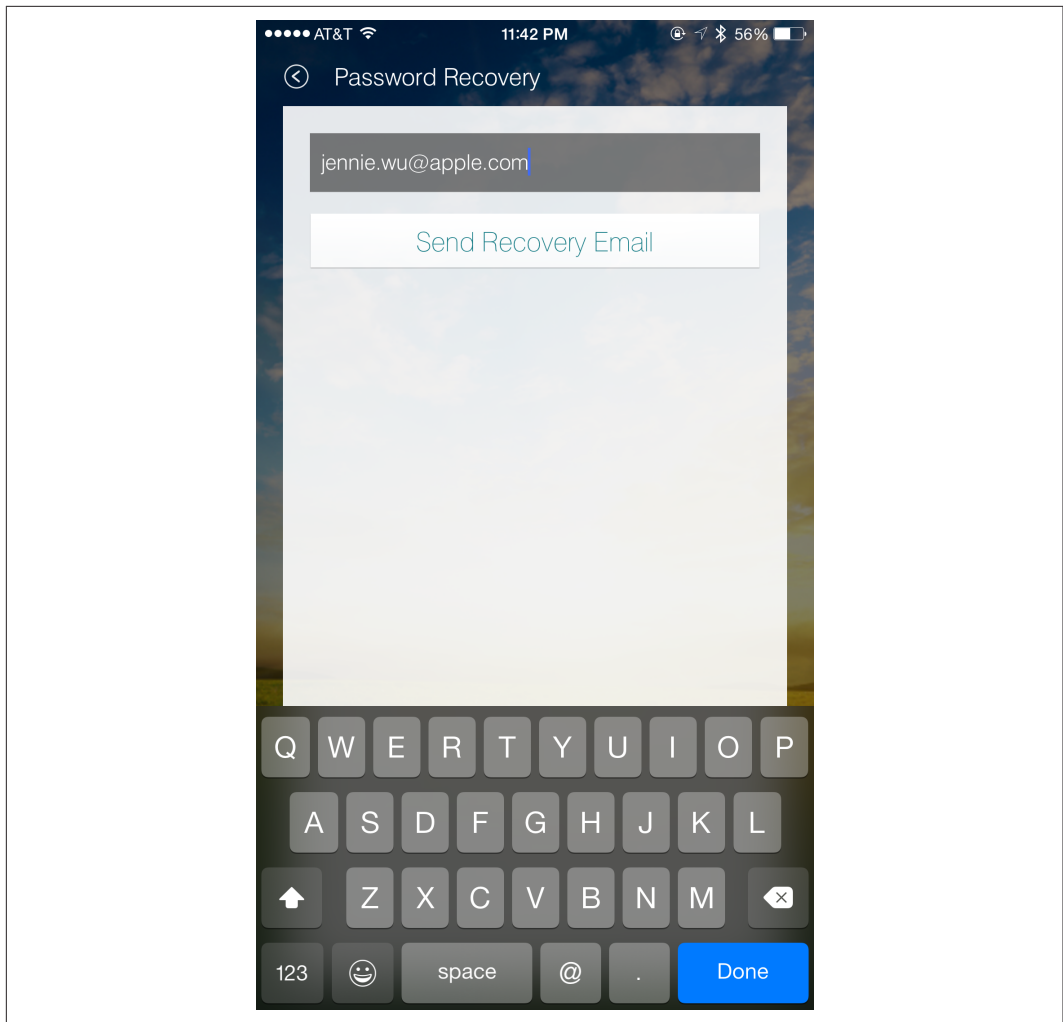 AT&T 11:42 PM 56%
Password Recovery
jennie.wu@apple.com
Send Recovery Email
Q W E R T Y U I O P
A S D F G H J K L
Z X C V B N M
123 space @ . Done